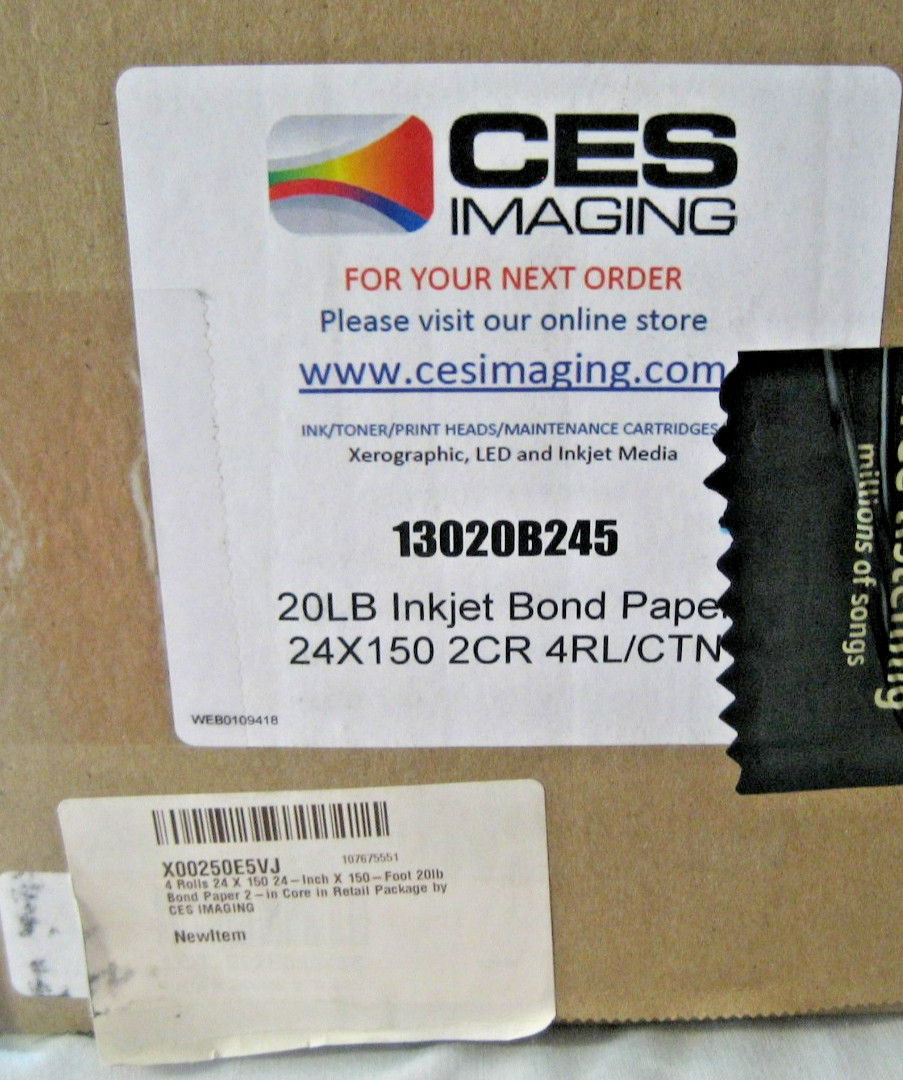 CES
IMAGING
FOR YOUR NEXT ORDER
Please visit our online store
www.cesimaging.com
INK/TONER/PRINT HEADS/MAINTENANCE CARTRIDGES
Xerographic, LED and Inkjet Media
13020B245
20LB Inkjet Bond Pape
24X150 2CR 4RL/CTN
WEB0109418
millions of songs
X00250E5VJ
107675551
4 Rolls 24 X 150 24-Inch X 150-Foot 20lb
Bond Paper 2-in Core in Retail Package by
CES IMAGING
NewItem